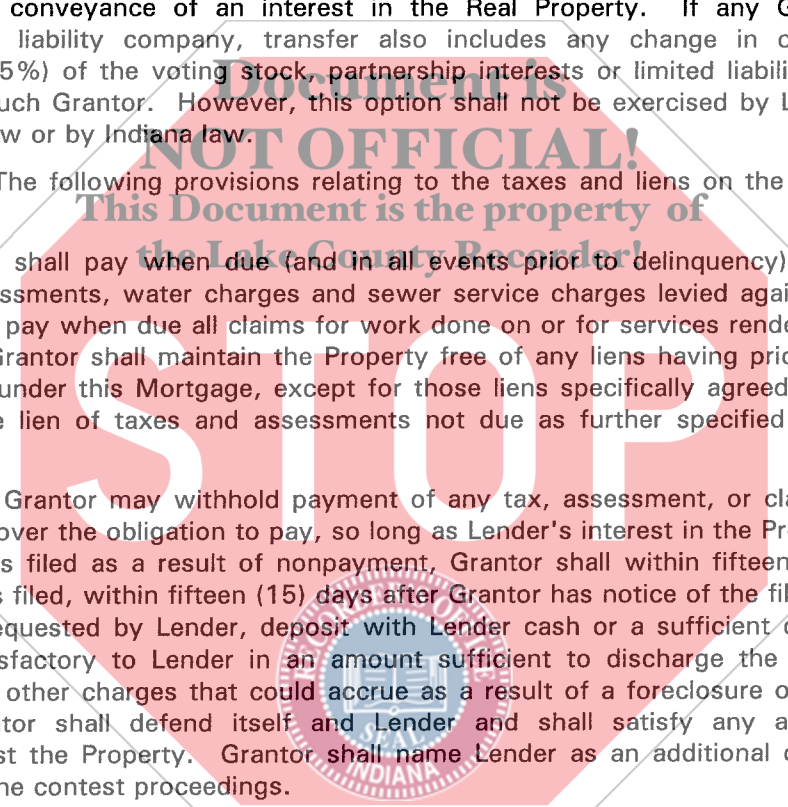 conveyance of an interest in the Real Property. If any G
liability company, transfer also includes any change in
5%) of the voting stock, partnership interests or limited liabili
uch Grantor. However, this option shall not be exercised by L
w or by Indiana law.
Document is
NOT OFFICIAL!
This Document is the property of
the Lake County Recorder!
The following provisions relating to the taxes and liens on the
shall pay when due (and in all events prior to delinquency)
ssments, water charges and sewer service charges levied agai
pay when due all claims for work done on or for services rende
Grantor shall maintain the Property free of any liens having prio
under this Mortgage, except for those liens specifically agreed
e lien of taxes and assessments not due as further specified
STOP
Grantor may withhold payment of any tax, assessment, or cla
over the obligation to pay, so long as Lender's interest in the Pr
s filed as a result of nonpayment, Grantor shall within fifteen
s filed, within fifteen (15) days after Grantor has notice of the fil
equested by Lender, deposit with Lender cash or a sufficient
sfactory to Lender in an amount sufficient to discharge the
other charges that could accrue as a result of a foreclosure o
ntor shall defend itself and Lender and shall satisfy any a
st the Property. Grantor shall name Lender as an additional
ne contest proceedings.
RECORDER'S OFFICE
SEAL
INDIANA